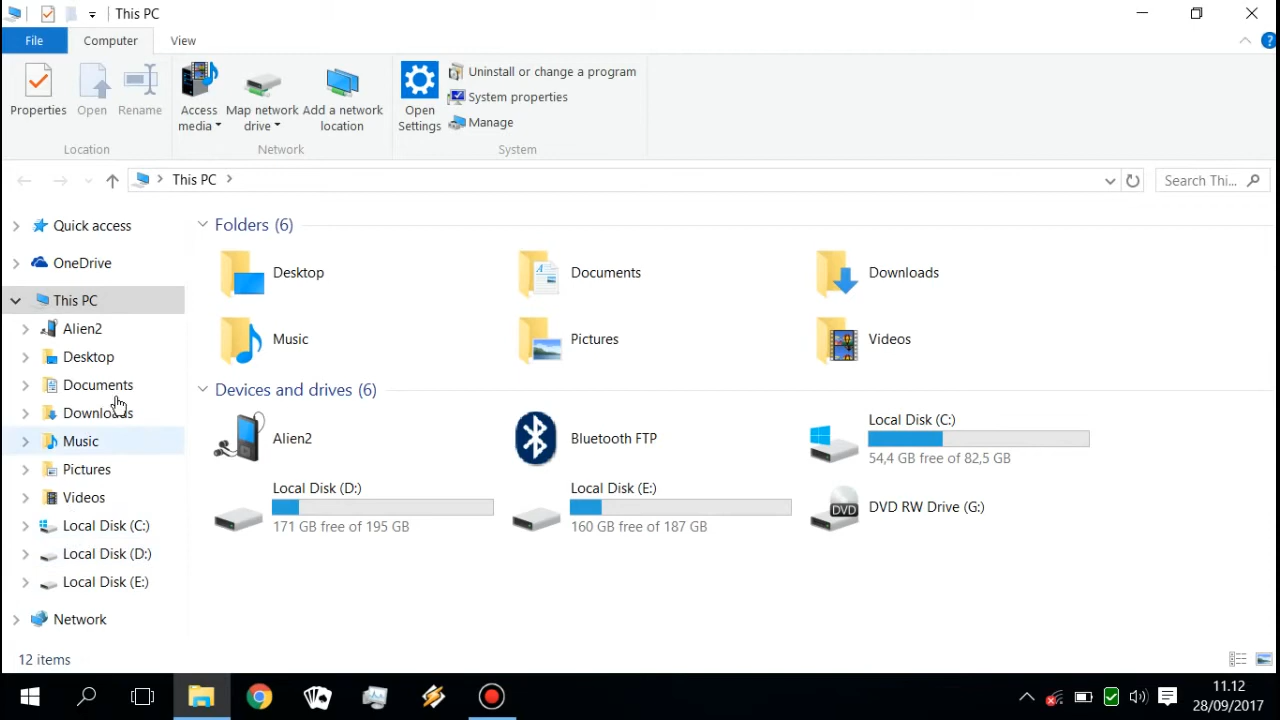 This PC
File Computer View
Properties Open Rename Access media Map network drive Add a network location Open Settings
Uninstall or change a program
System properties
Manage
Location Network System
This PC
Search Thi...
Quick access
OneDrive
This PC
Alien2
Desktop
Documents
Downloads
Music
Pictures
Videos
Local Disk (C:)
Local Disk (D:)
Local Disk (E:)
Network
Folders (6)
Desktop
Documents
Downloads
Music
Pictures
Videos
Devices and drives (6)
Alien2
Bluetooth FTP
Local Disk (C:)
54,4 GB free of 82,5 GB
Local Disk (D:)
171 GB free of 195 GB
Local Disk (E:)
160 GB free of 187 GB
DVD
DVD RW Drive (G:)
12 items
11.12
28/09/2017